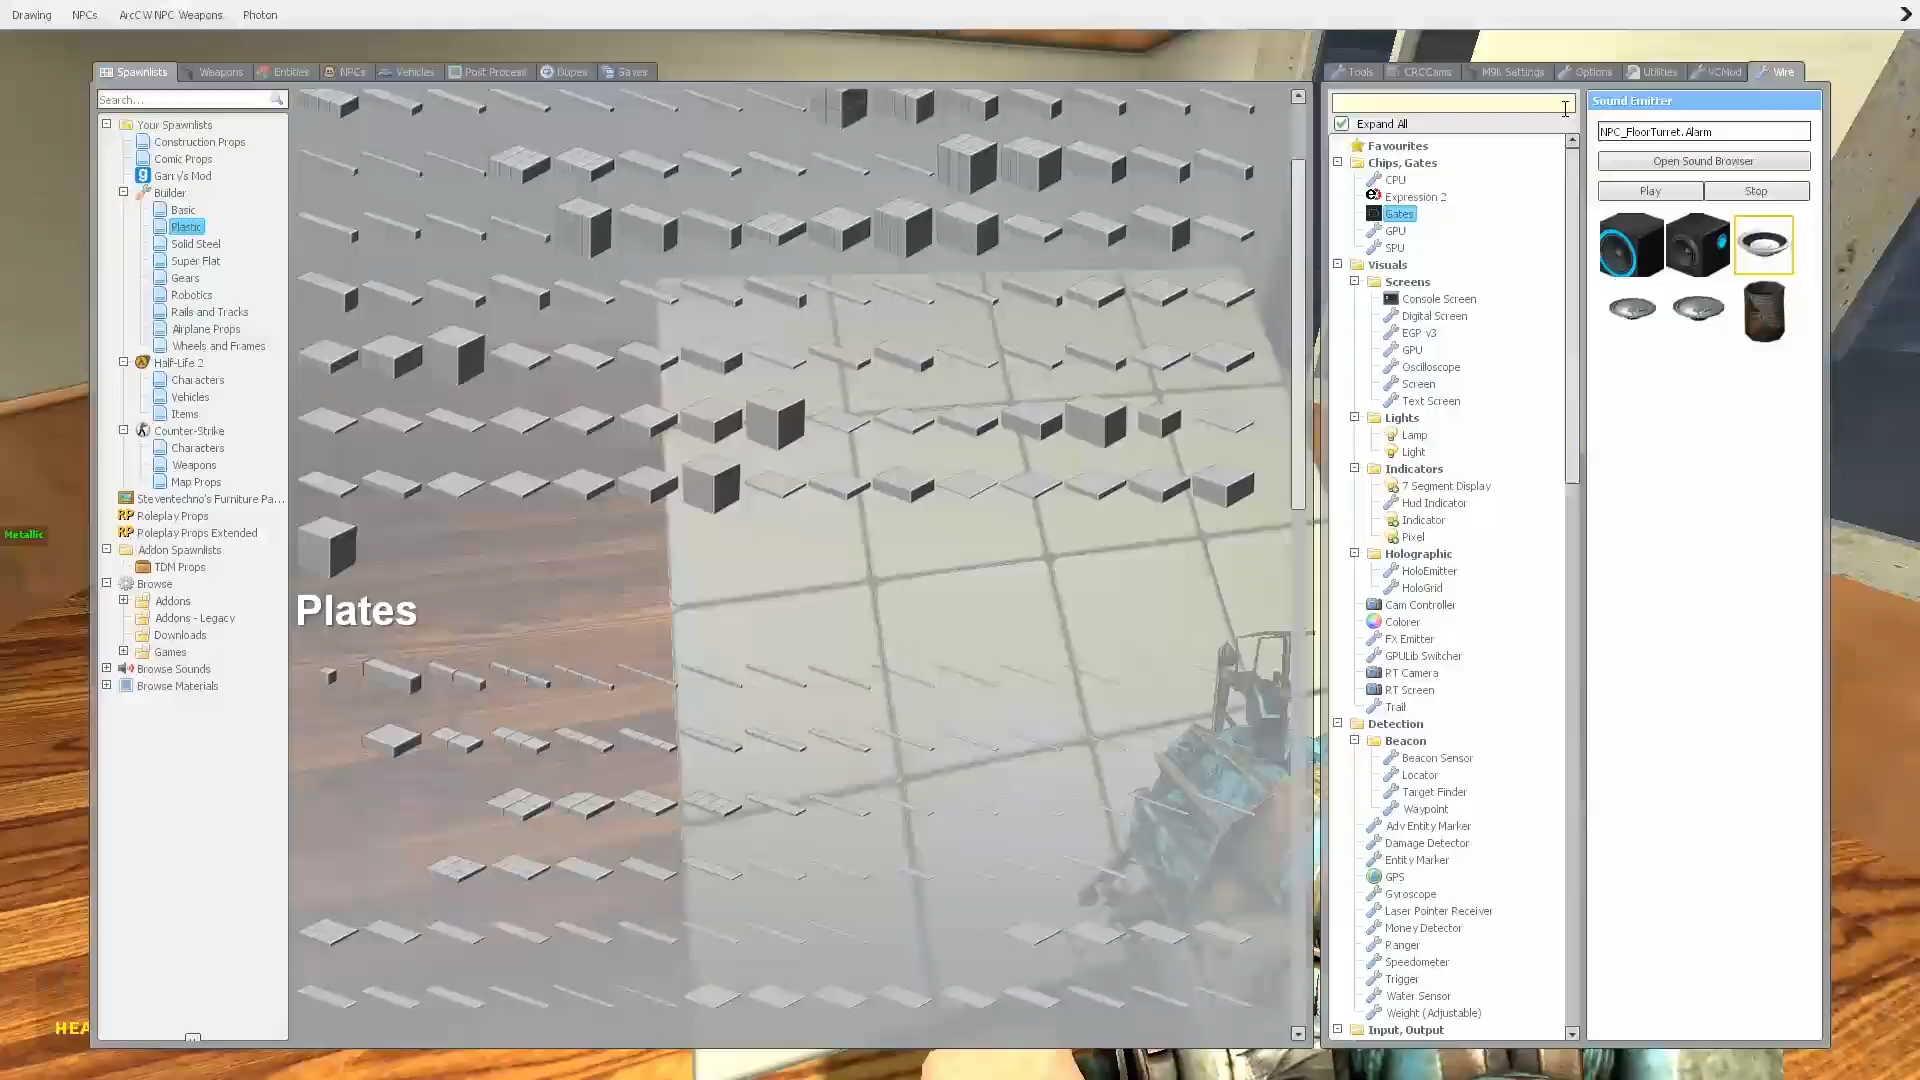 Drawing NPCs ArcCW NPC Weapons Photon
Spawnlists Weapons Entities NPCs Vehicles Post Process Dupes Saves
Search...
Your Spawnlists
Construction Props
Comic Props
Garry's Mod
Builder
Basic
Plastic
Solid Steel
Super Flat
Gears
Robotics
Rails and Tracks
Airplane Props
Wheels and Frames
Half-Life 2
Characters
Vehicles
Items
Counter-Strike
Characters
Weapons
Map Props
Steventechno's Furniture Pa...
RP Roleplay Props
RP Roleplay Props Extended
Addon Spawnlists
TDM Props
Browse
Addons
Addons - Legacy
Downloads
Games
Browse Sounds
Browse Materials
Metallic
HEA
Plates
Tools CRCCams M9K Settings Options Utilities VCMod Wire
Expand All
Favourites
Chips, Gates
CPU
Expression 2
Gates
GPU
SPU
Visuals
Screens
Console Screen
Digital Screen
EGP v3
GPU
Oscilloscope
Screen
Text Screen
Lights
Lamp
Light
Indicators
7 Segment Display
Hud Indicator
Indicator
Pixel
Holographic
HoloEmitter
HoloGrid
Cam Controller
Colorer
FX Emitter
GPULib Switcher
RT Camera
RT Screen
Trail
Detection
Beacon
Beacon Sensor
Locator
Target Finder
Waypoint
Adv Entity Marker
Damage Detector
Entity Marker
GPS
Gyroscope
Laser Pointer Receiver
Money Detector
Ranger
Speedometer
Trigger
Water Sensor
Weight (Adjustable)
Input, Output
Sound Emitter
NPC_FloorTurret.Alarm
Open Sound Browser
Play Stop